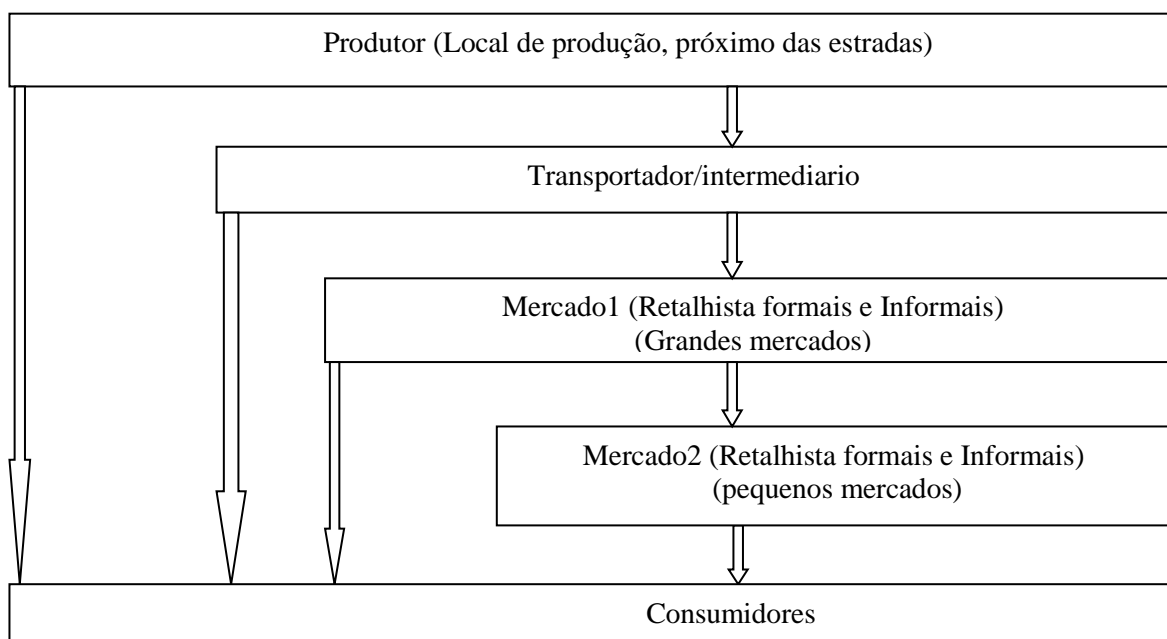 Produtor (Local de produção, próximo das estradas)
Transportador/intermediario
Mercado1 (Retalhista formais e Informais)
(Grandes mercados)
Mercado2 (Retalhista formais e Informais)
(pequenos mercados)
Consumidores